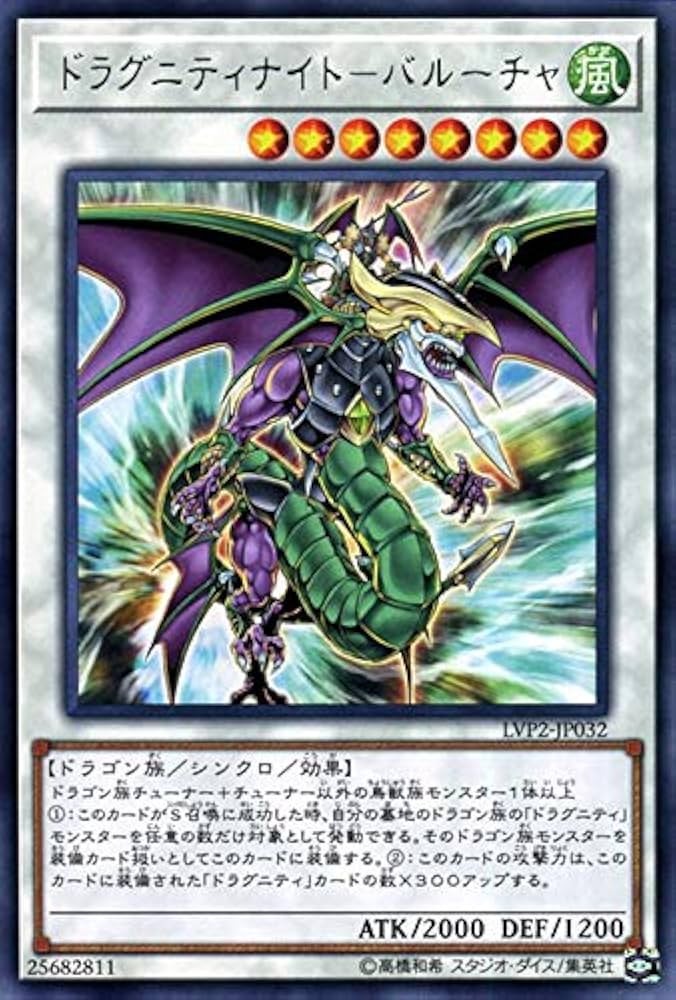 ドラグニティナイト－バルーチャ
風
LVP2-JP032
【ドラゴン族／シンクロ／効果】
ドラゴン族チューナー＋チューナー以外の鳥獣族モンスター1体以上
①：このカードがS召喚に成功した時、自分の墓地のドラゴン族の「ドラグニティ」
モンスターを任意の数だけ対象として発動できる。そのドラゴン族モンスターを
装備カード扱いとしてこのカードに装備する。②：このカードの攻撃力は、この
カードに装備された「ドラグニティ」カードの数×300アップする。
ATK/2000 DEF/1200
25682811
©高橋和希 スタジオ・ダイス/集英社